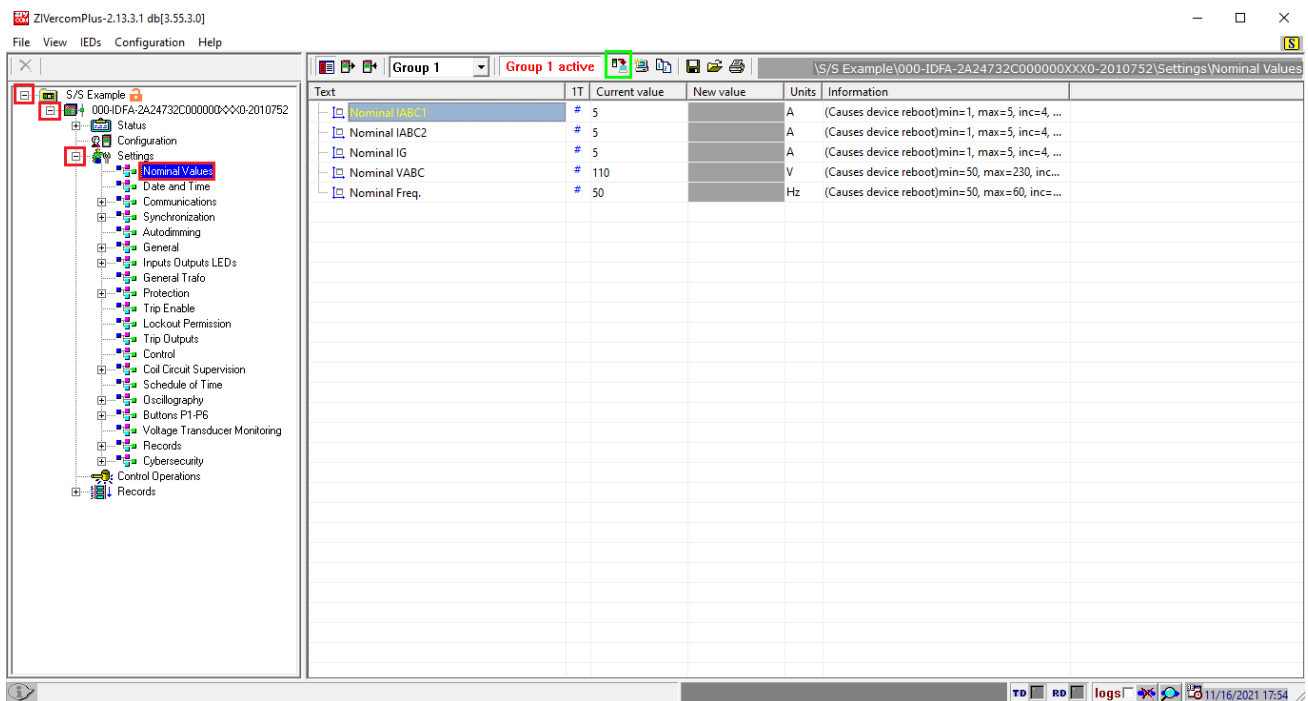 ZIVercomPlus-2.13.3.1 db[3.55.3.0]
File View IEDs Configuration Help
S
Group 1 Group 1 active \S/S Example\000-IDFA-2A24732C000000XXX0-2010752\Settings\Nominal Values
S/S Example
000-IDFA-2A24732C000000XXX0-2010752
Status
Configuration
Settings
Nominal Values
Date and Time
Communications
Synchronization
Autodimming
General
Inputs Outputs LEDs
General Trafo
Protection
Trip Enable
Lockout Permission
Trip Outputs
Control
Coil Circuit Supervision
Schedule of Time
Oscillography
Buttons P1-P6
Voltage Transducer Monitoring
Records
Cybersecurity
Control Operations
Records
Text 1T Current value New value Units Information
Nominal IABC1 # 5 A (Causes device reboot)min=1, max=5, inc=4, ...
Nominal IABC2 # 5 A (Causes device reboot)min=1, max=5, inc=4, ...
Nominal IG # 5 A (Causes device reboot)min=1, max=5, inc=4, ...
Nominal VABC # 110 V (Causes device reboot)min=50, max=230, inc...
Nominal Freq. # 50 Hz (Causes device reboot)min=50, max=60, inc=...
TD RD logs 11/16/2021 17:54